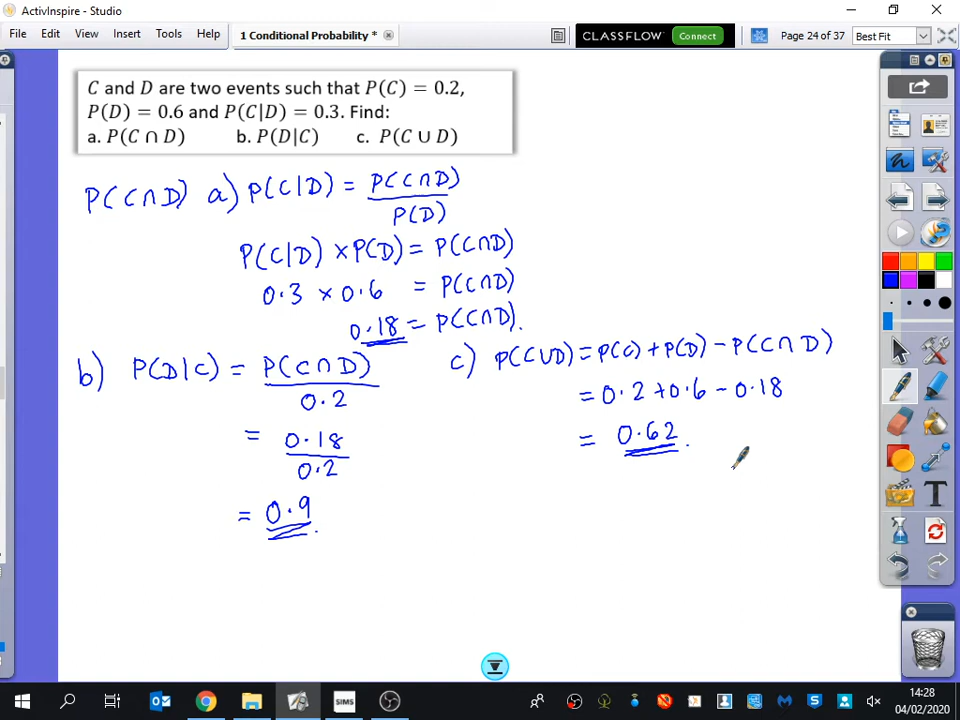 ActivInspire - Studio
File Edit View Insert Tools Help
1 Conditional Probability *
CLASSFLOW Connect
Page 24 of 37
Best Fit
C and D are two events such that P(C) = 0.2,
P(D) = 0.6 and P(C|D) = 0.3. Find:
a. P(C ∩ D) b. P(D|C) c. P(C ∪ D)
P(C∩D) a) P(C|D) = P(C∩D)
P(D)
P(C|D) × P(D) = P(C∩D)
0.3 × 0.6 = P(C∩D)
0.18 = P(C∩D).
b) P(D|C) = P(C∩D)
0.2
= 0.18
0.2
= 0.9.
c) P(C∪D) = P(C) + P(D) - P(C∩D)
= 0.2 + 0.6 - 0.18
= 0.62.
T
SIMS
14:28
04/02/2020